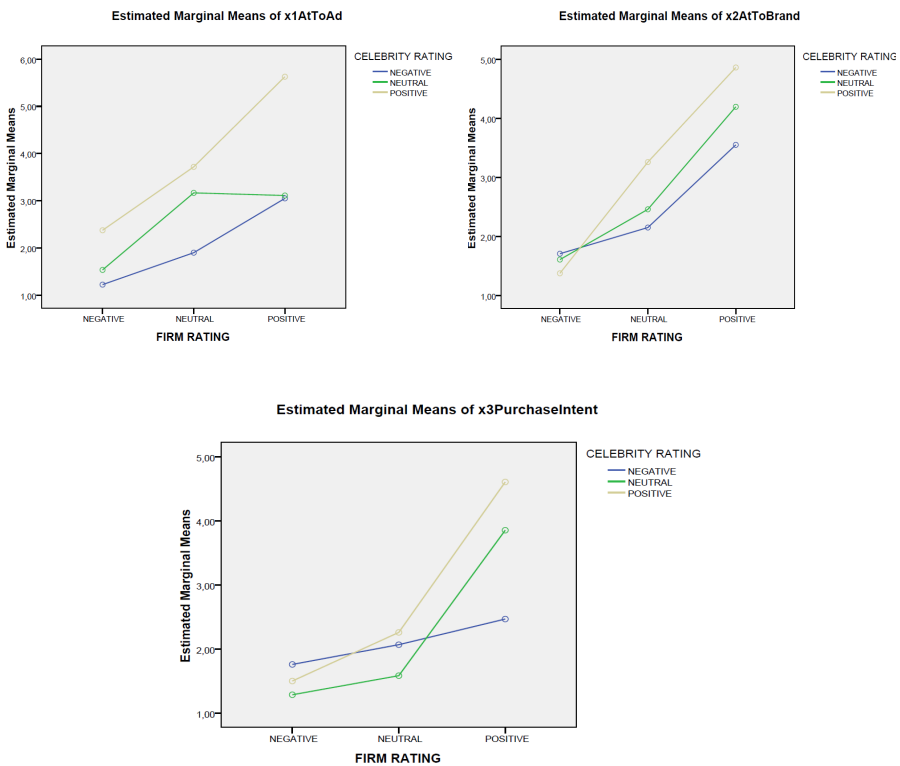 Estimated Marginal Means of x1AtToAd
Estimated Marginal Means
6,00
5,00
4,00
3,00
2,00
1,00
NEGATIVE
NEUTRAL
POSITIVE
FIRM RATING
CELEBRITY RATING
NEGATIVE
NEUTRAL
POSITIVE
Estimated Marginal Means of x2AtToBrand
Estimated Marginal Means
5,00
4,00
3,00
2,00
1,00
NEGATIVE
NEUTRAL
POSITIVE
FIRM RATING
CELEBRITY RATING
NEGATIVE
NEUTRAL
POSITIVE
Estimated Marginal Means of x3PurchaseIntent
Estimated Marginal Means
5,00
4,00
3,00
2,00
1,00
NEGATIVE
NEUTRAL
POSITIVE
FIRM RATING
CELEBRITY RATING
NEGATIVE
NEUTRAL
POSITIVE